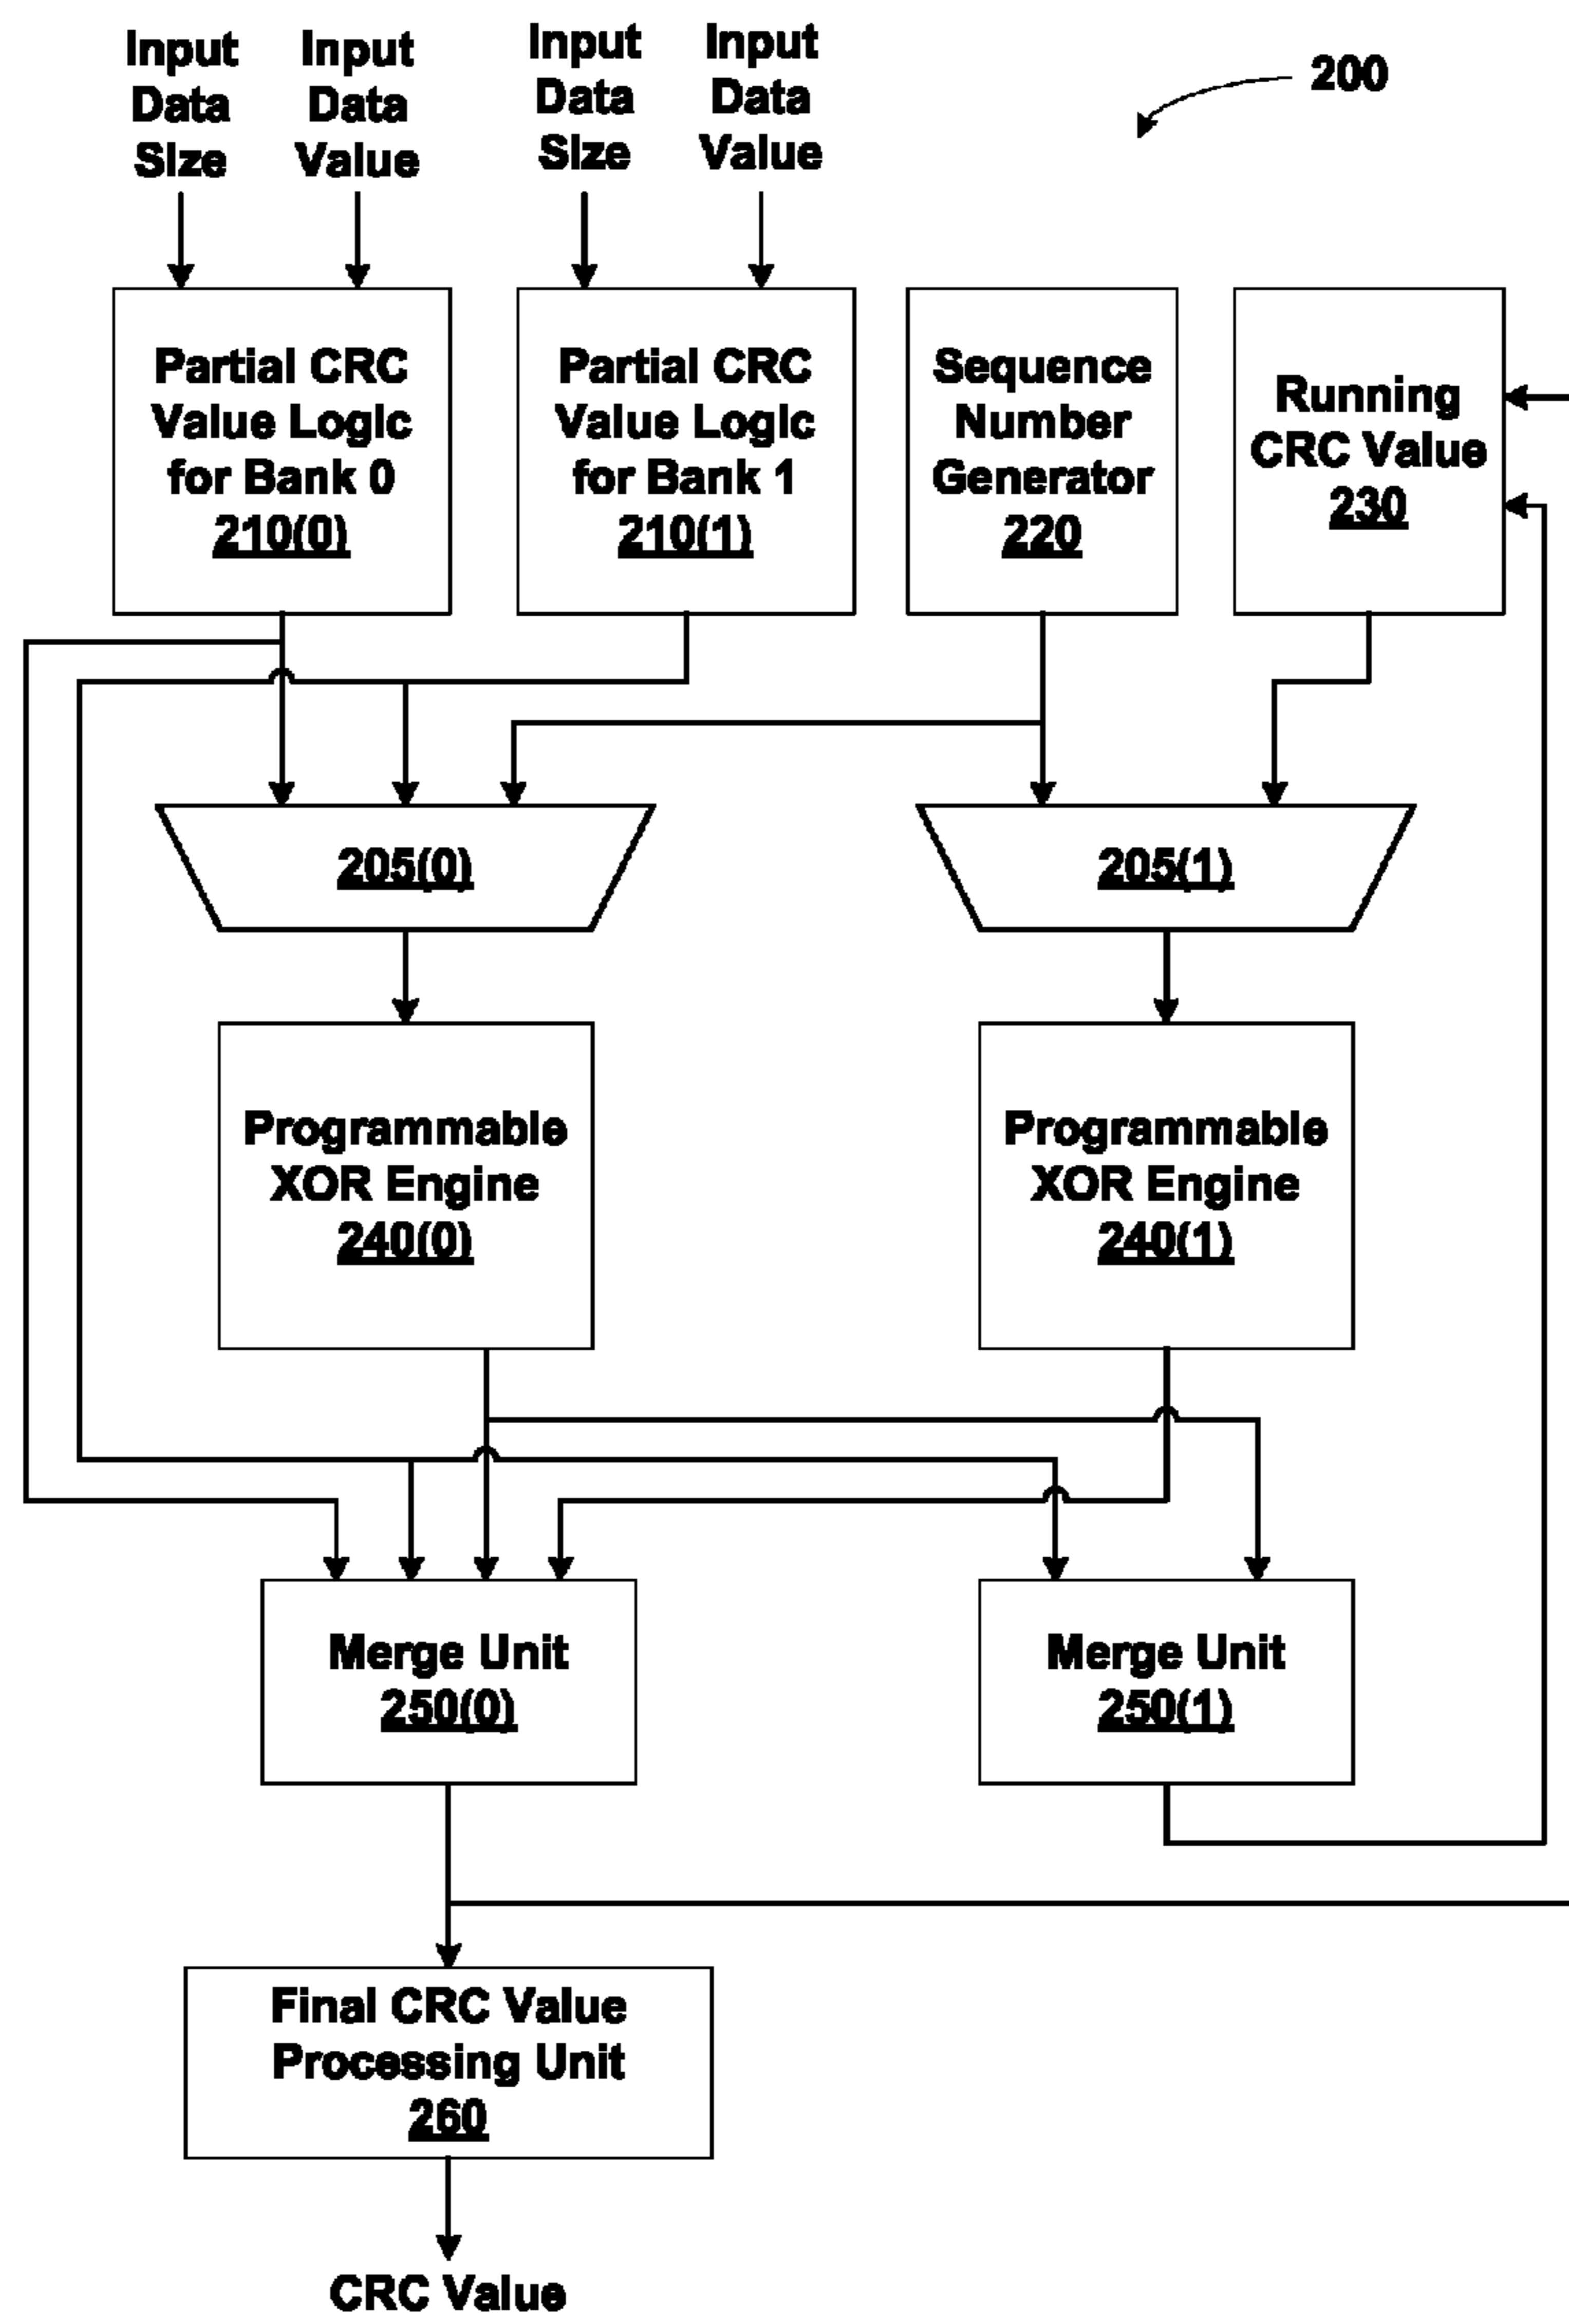 Input
Data
Size
Input
Data
Value
Input
Data
Size
Input
Data
Value
200
Partial CRC
Value Logic
for Bank 0
210(0)
Partial CRC
Value Logic
for Bank 1
210(1)
Sequence
Number
Generator
220
Running
CRC Value
230
205(0)
205(1)
Programmable
XOR Engine
240(0)
Programmable
XOR Engine
240(1)
Merge Unit
250(0)
Merge Unit
250(1)
Final CRC Value
Processing Unit
260
CRC Value